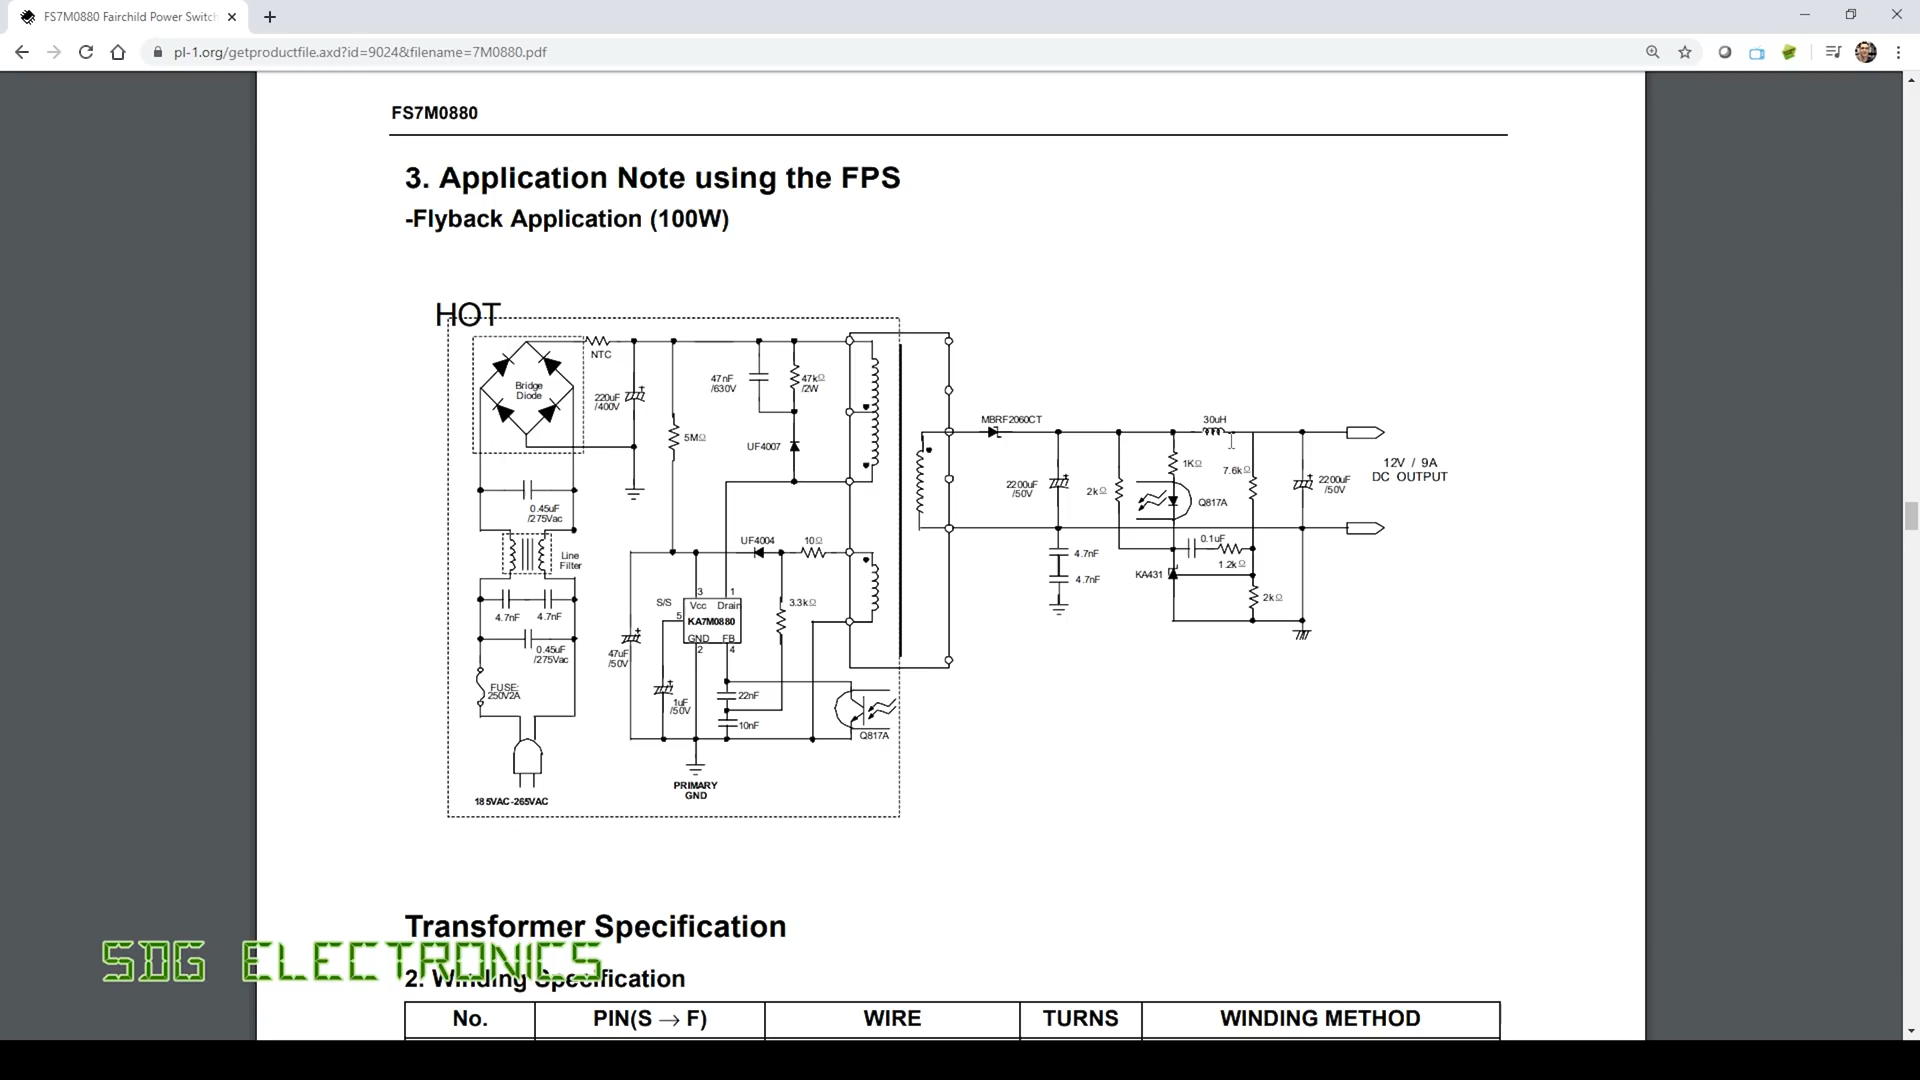 FS7M0880 Fairchild Power Switch
pl-1.org/getproductfile.axd?id=9024&filename=7M0880.pdf
FS7M0880
3. Application Note using the FPS
-Flyback Application (100W)
HOT
Bridge
Diode
NTC
220uF
/400V
5MΩ
47nF
/630V
47kΩ
/2W
UF4007
0.45uF
/275Vac
Line
Filter
4.7nF
4.7nF
0.45uF
/275Vac
FUSE:
250V2A
185VAC-265VAC
UF4004
10Ω
3.3kΩ
S/S
3
1
5
Vcc
Drain
KA7M0880
GND
FB
2
4
47uF
/50V
1uF
/50V
22nF
10nF
Q817A
PRIMARY
GND
MBRF2060CT
2200uF
/50V
4.7nF
4.7nF
2kΩ
1KΩ
Q817A
30uH
7.6kΩ
0.1uF
1.2kΩ
KA431
2kΩ
2200uF
/50V
12V / 9A
DC OUTPUT
Transformer Specification
2. Winding Specification
No.
PIN(S → F)
WIRE
TURNS
WINDING METHOD
SDG ELECTRONICS